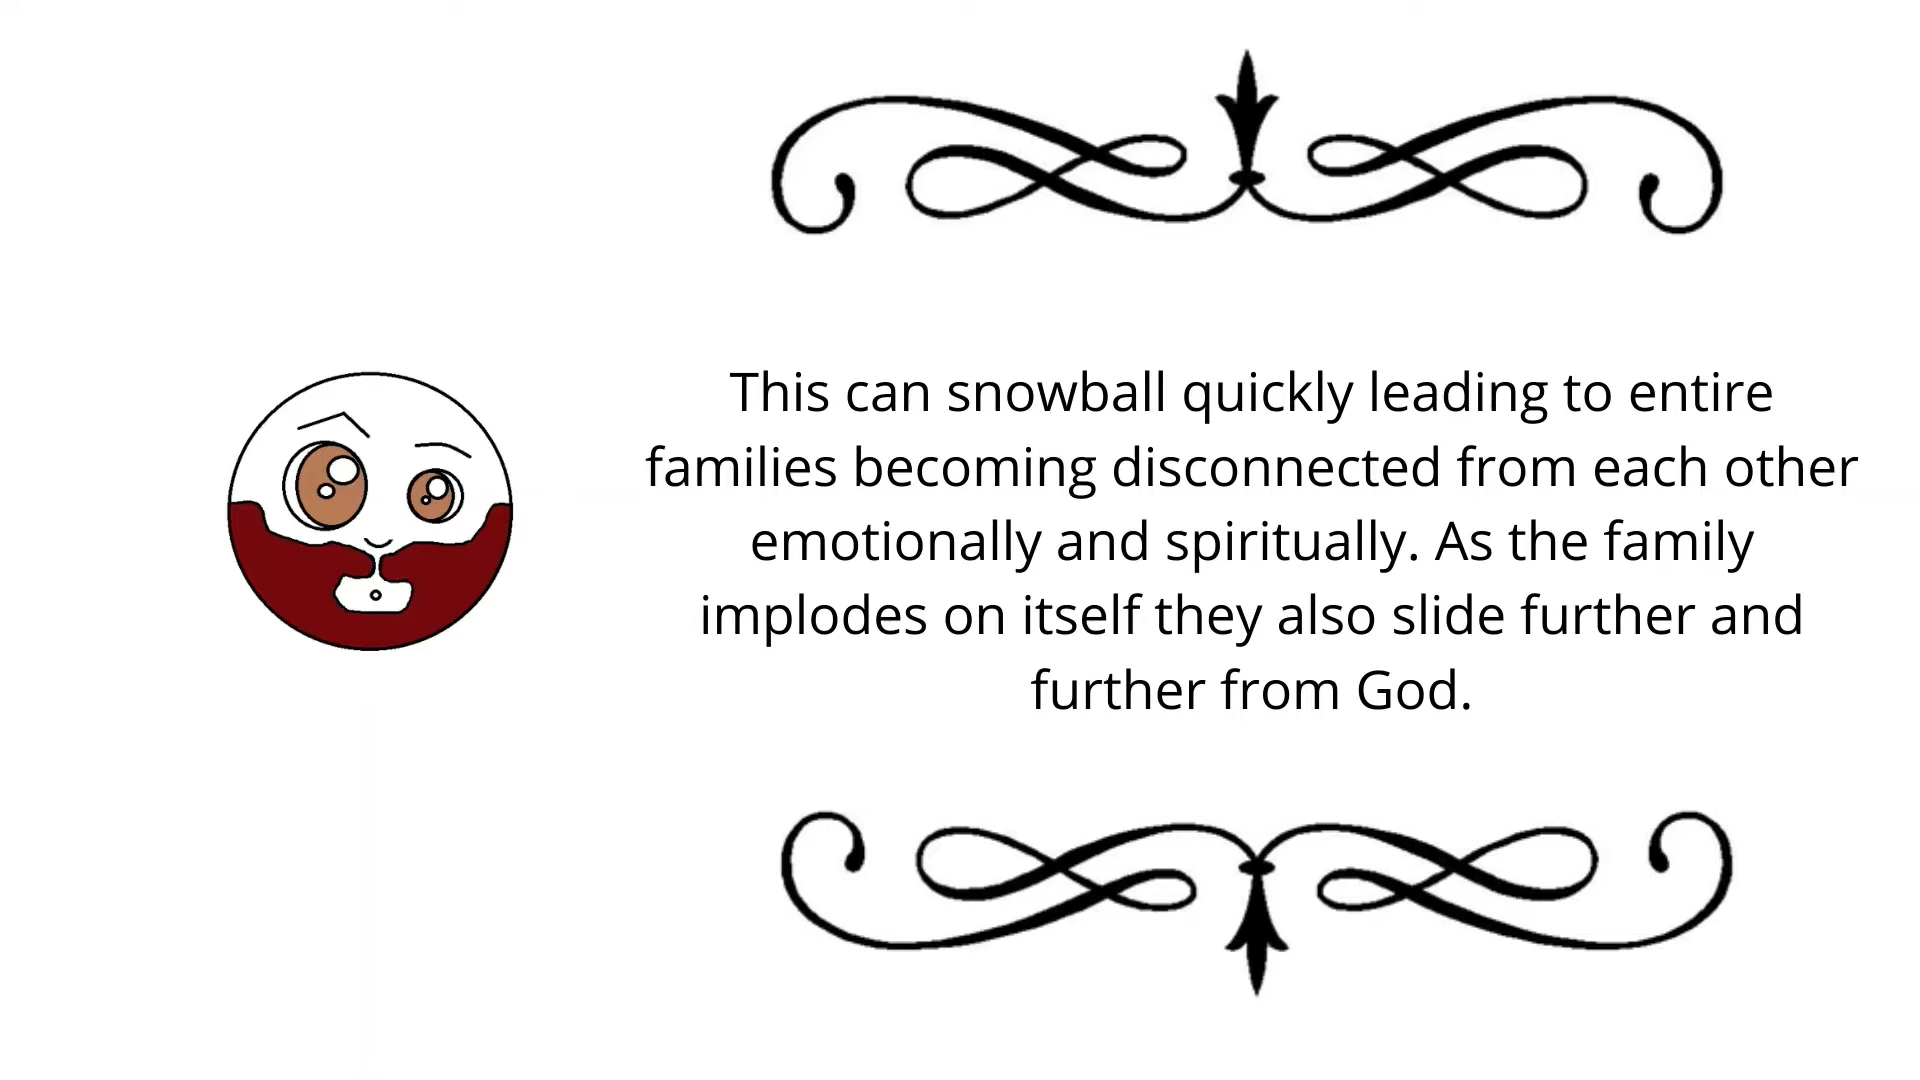 This can snowball quickly leading to entire
families becoming disconnected from each other
emotionally and spiritually. As the family
implodes on itself they also slide further and
further from God.